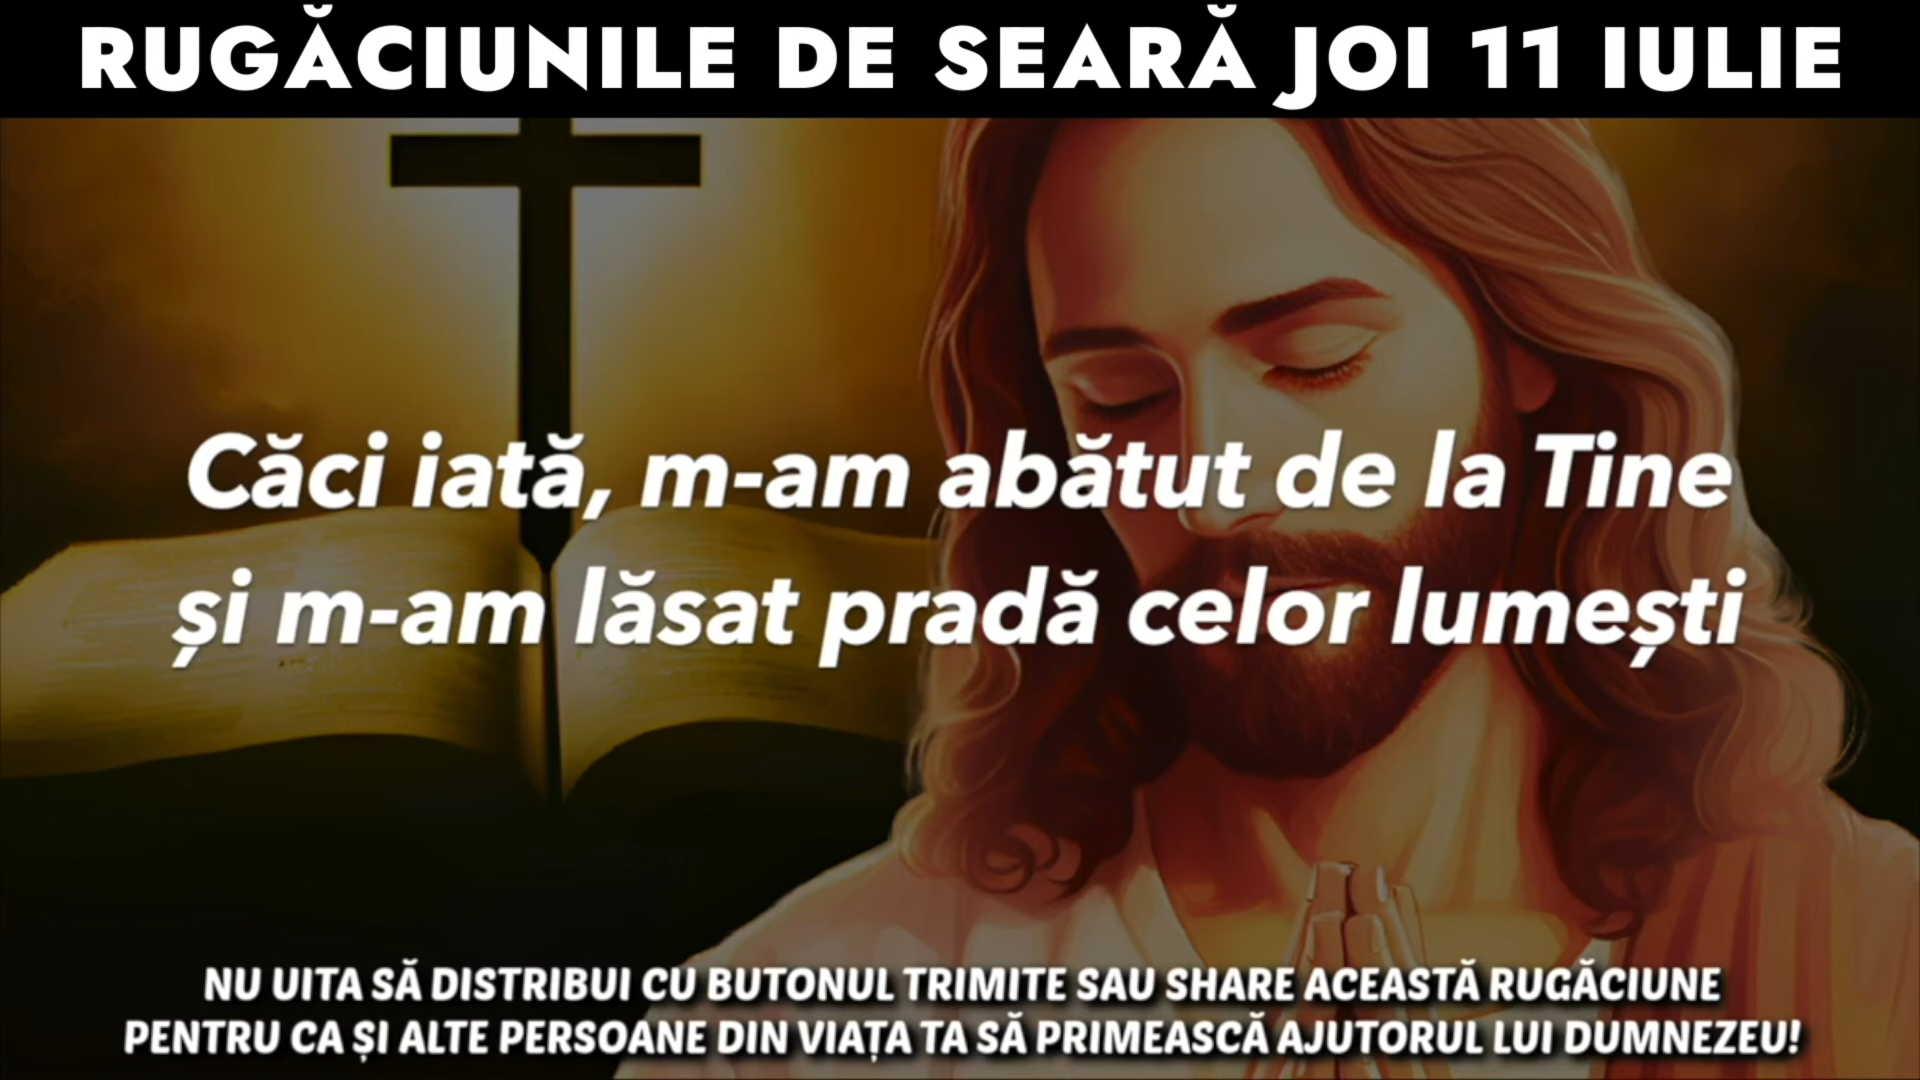 RUGĂCIUNILE DE SEARĂ JOI 11 IULIE
Căci iată, m-am abătut de la Tine
și m-am lăsat pradă celor lumești
NU UITA SĂ DISTRIBUI CU BUTONUL TRIMITE SAU SHARE ACEASTĂ RUGĂCIUNE
PENTRU CA ȘI ALTE PERSOANE DIN VIAȚA TA SĂ PRIMEASCĂ AJUTORUL LUI DUMNEZEU!